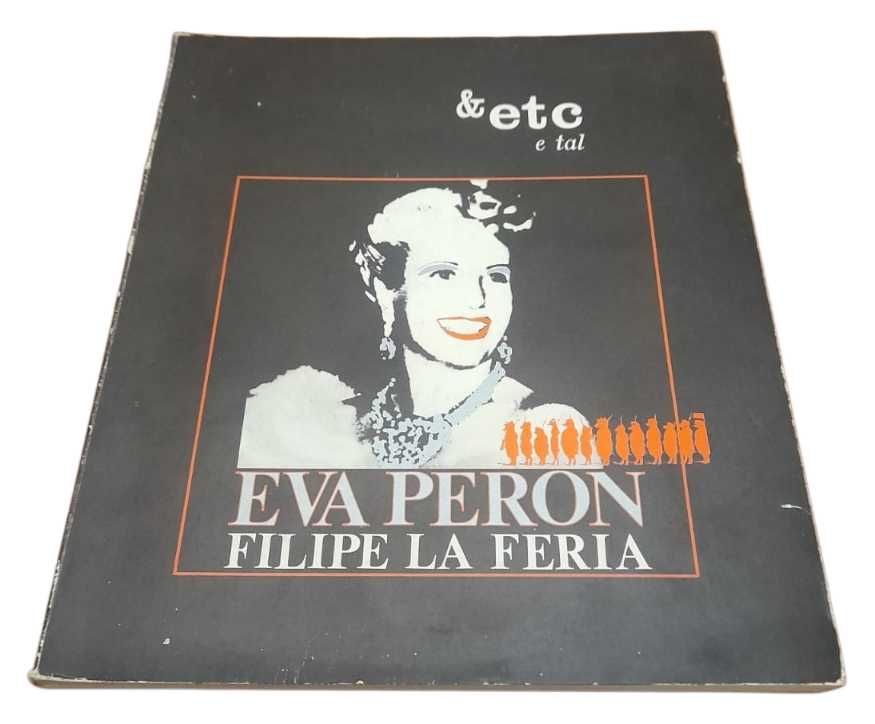 & etc
e tal
EVA PERON
FILIPE LA FERIA